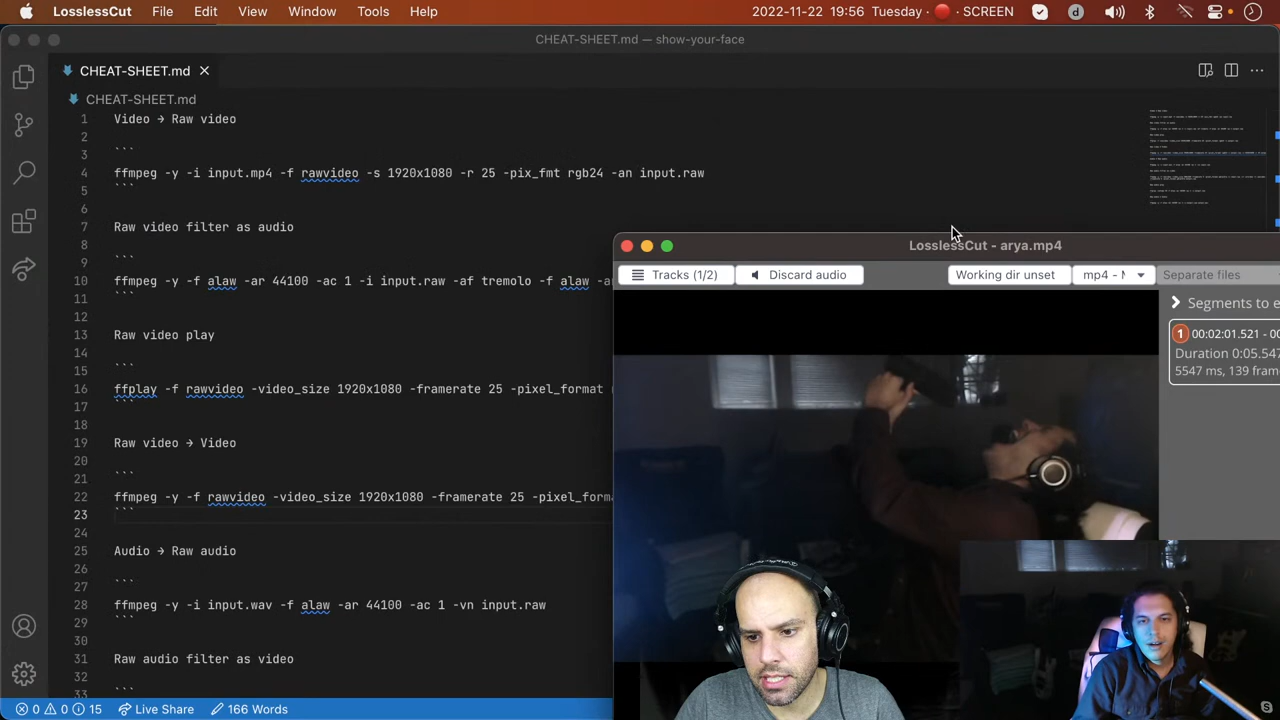 LosslessCut File Edit View Window Tools Help 2022-11-22 19:56 Tuesday SCREEN
CHEAT-SHEET.md — show-your-face
CHEAT-SHEET.md
CHEAT-SHEET.md
1 Video → Raw video
2
3 ```
4 ffmpeg -y -i input.mp4 -f rawvideo -s 1920x1080 -r 25 -pix_fmt rgb24 -an input.raw
5 ```
6
7 Raw video filter as audio
8
9 ```
10 ffmpeg -y -f alaw -ar 44100 -ac 1 -i input.raw -af tremolo -f alaw -a
11 ```
12
13 Raw video play
14
15 ```
16 ffplay -f rawvideo -video_size 1920x1080 -framerate 25 -pixel_format
17 ```
18
19 Raw video → Video
20
21 ```
22 ffmpeg -y -f rawvideo -video_size 1920x1080 -framerate 25 -pixel_forma
23 ```
24
25 Audio → Raw audio
26
27 ```
28 ffmpeg -y -i input.wav -f alaw -ar 44100 -ac 1 -vn input.raw
29 ```
30
31 Raw audio filter as video
32
33 ```
LosslessCut - arya.mp4
Tracks (1/2) Discard audio Working dir unset mp4 - Separate files
Segments to e
1 00:02:01.521 - 00
Duration 0:05.547
5547 ms, 139 fram
0 0 15 Live Share 166 Words